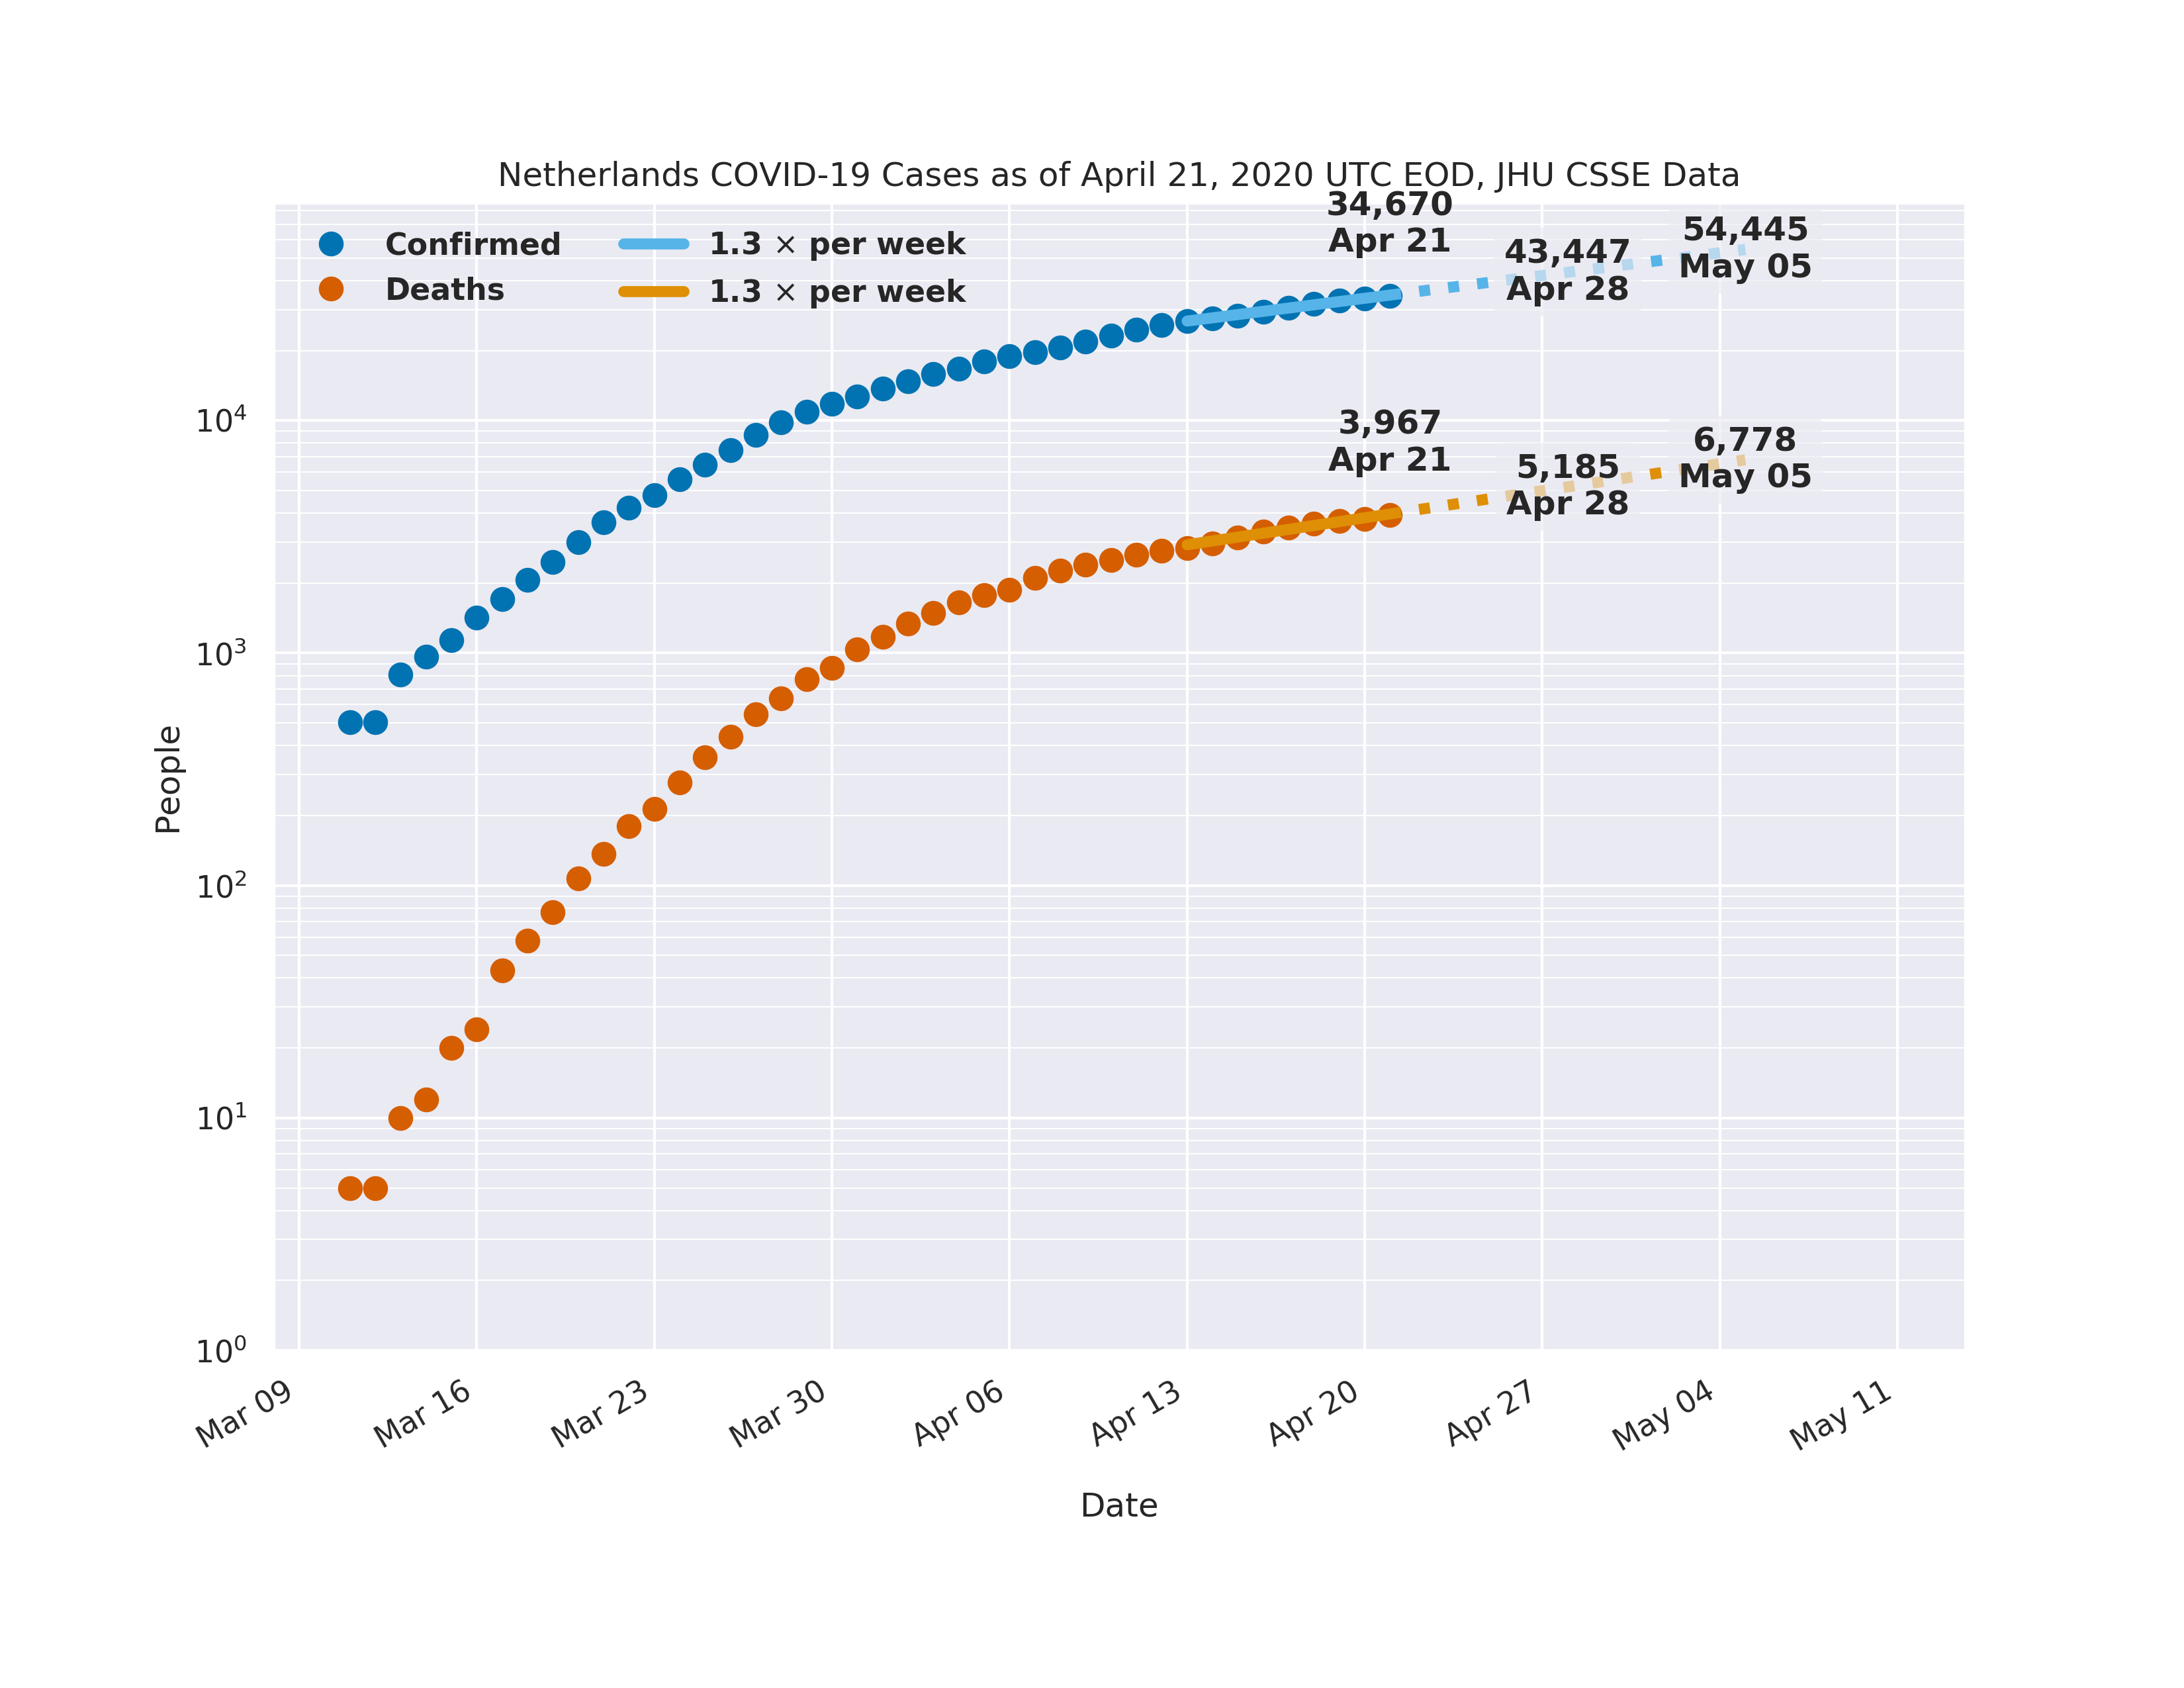 Netherlands COVID-19 Cases as of April 21, 2020 UTC EOD, JHU CSSE Data
Confirmed
Deaths
1.3 × per week
1.3 × per week
34,670
Apr 21
43,447
Apr 28
54,445
May 05
3,967
Apr 21
5,185
Apr 28
6,778
May 05
People
10⁴
10³
10²
10¹
10⁰
Mar 09
Mar 16
Mar 23
Mar 30
Apr 06
Apr 13
Apr 20
Apr 27
May 04
May 11
Date